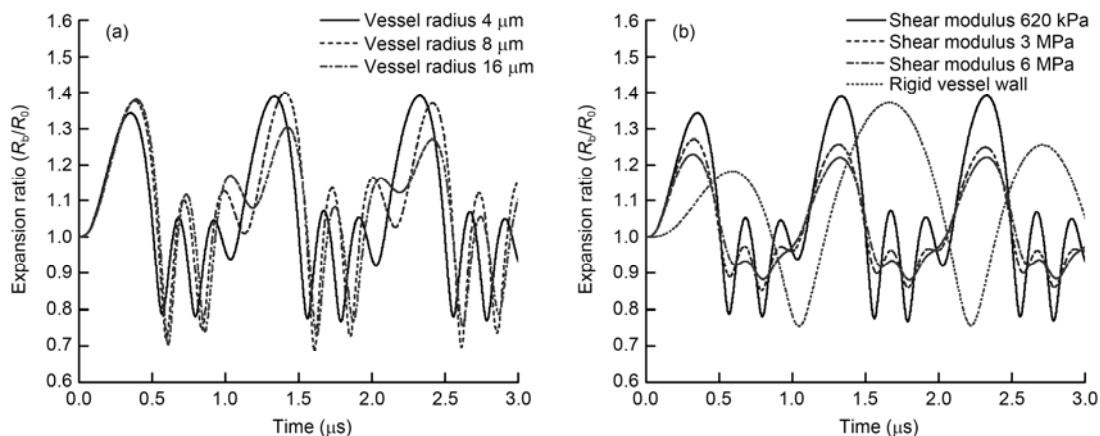 (a)
Vessel radius 4 μm
Vessel radius 8 μm
Vessel radius 16 μm
Expansion ratio (Rb/R0)
1.6
1.5
1.4
1.3
1.2
1.1
1.0
0.9
0.8
0.7
0.6
0.0 0.5 1.0 1.5 2.0 2.5 3.0
Time (μs)
(b)
Shear modulus 620 kPa
Shear modulus 3 MPa
Shear modulus 6 MPa
Rigid vessel wall
Expansion ratio (Rb/R0)
1.6
1.5
1.4
1.3
1.2
1.1
1.0
0.9
0.8
0.7
0.6
0.0 0.5 1.0 1.5 2.0 2.5 3.0
Time (μs)